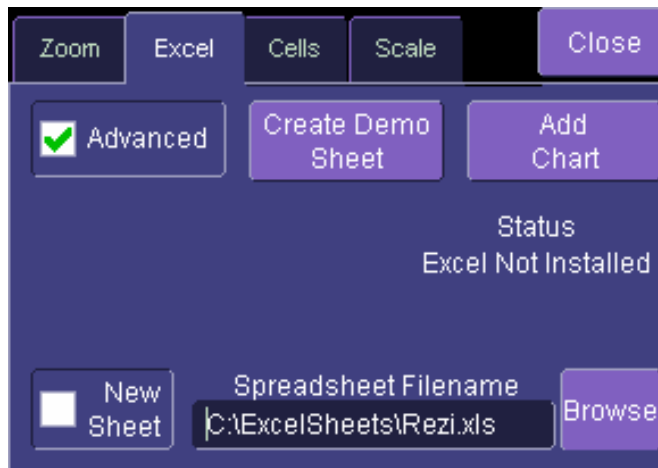 Zoom Excel Cells Scale Close
Advanced
Create Demo
Sheet
Add
Chart
Status
Excel Not Installed
New
Sheet
Spreadsheet Filename
C:\ExcelSheets\Rezi.xls
Browse